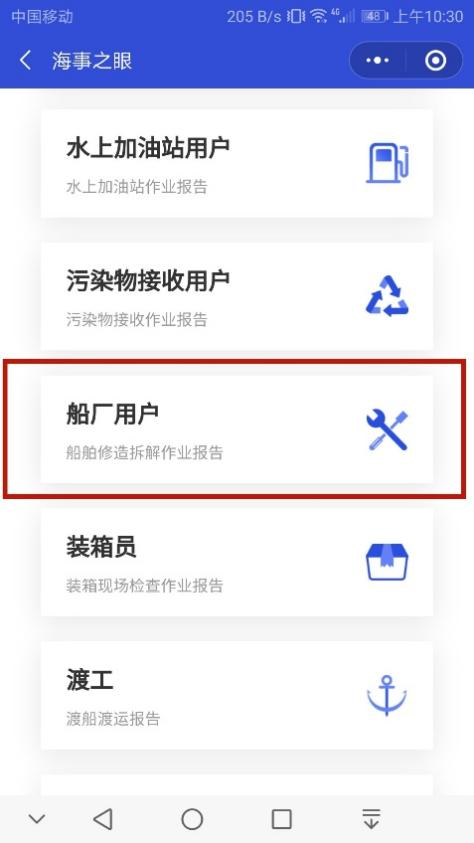 中国移动 205 B/s 4G 48 上午10:30
海事之眼
水上加油站用户
水上加油站作业报告
污染物接收用户
污染物接收作业报告
船厂用户
船舶修造拆解作业报告
装箱员
装箱现场检查作业报告
渡工
渡船渡运报告